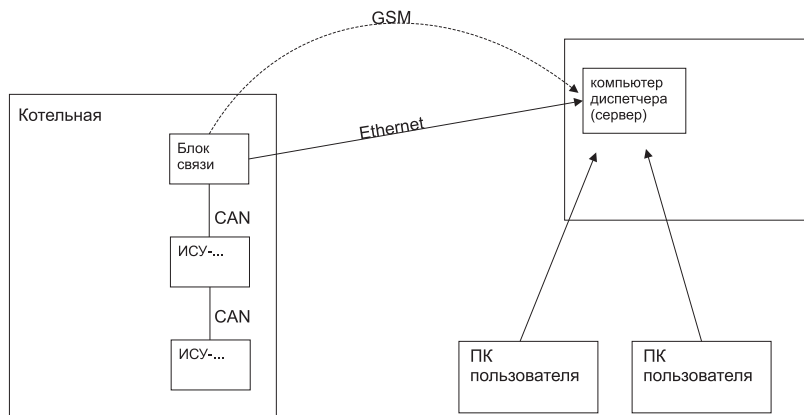 GSM
компьютер
диспетчера
(сервер)
Котельная
Ethernet
Блок
связи
CAN
ИСУ-...
CAN
ИСУ-...
ПК
пользователя
ПК
пользователя